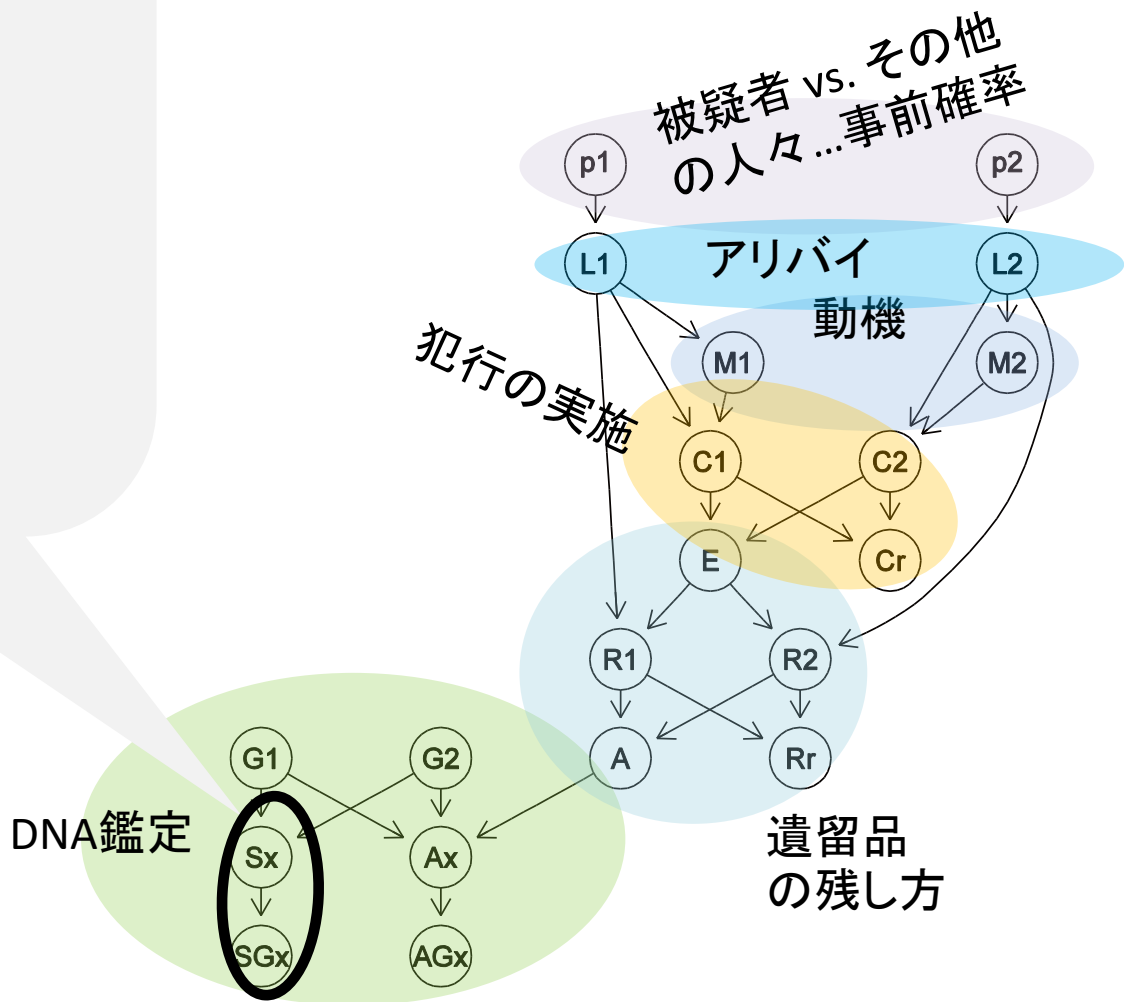 被疑者 vs. その他
の人々...事前確率
p1
p2
L1
アリバイ
L2
動機
犯行の実施
M1
M2
C1
C2
E
Cr
R1
R2
G1
G2
A
Rr
DNA鑑定
Sx
Ax
遺留品
の残し方
SGx
AGx